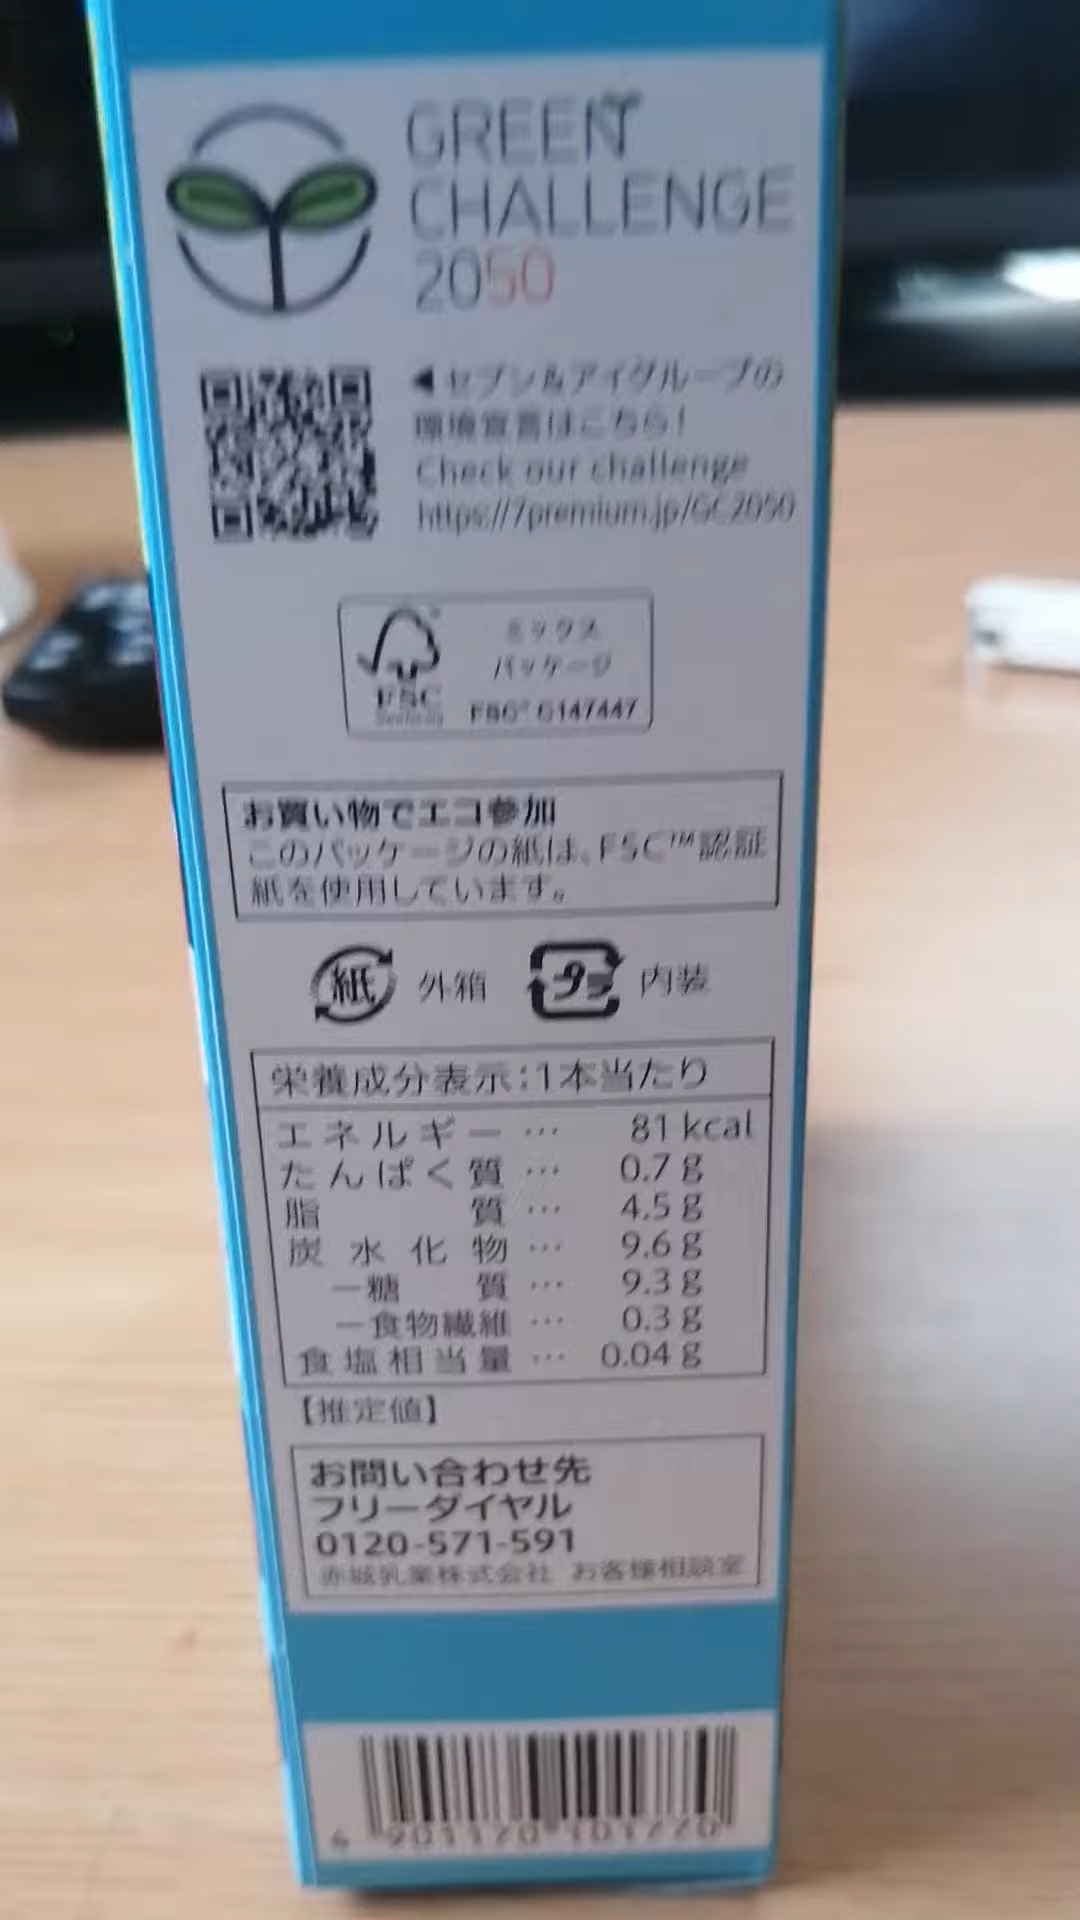 GREEN
CHALLENGE
2050
◀セブン&アイグループの
環境宣言はこちら!
Check our challenge
https://7premium.jp/GC2050
ミックス
FSC
パッケージ
FSG® G147447
お買い物でエコ参加
このパッケージの紙は、FSC™認証
紙を使用しています。
紙 外箱 プラ 内装
栄養成分表示:1本当たり
エネルギー … 81 kcal
たんぱく質 … 0.7 g
脂質 … 4.5 g
炭水化物 … 9.6 g
ー糖質 … 9.3 g
ー食物繊維 … 0.3 g
食塩相当量 … 0.04 g
【推定値】
お問い合わせ先
フリーダイヤル
0120-571-591
赤城乳業株式会社 お客様相談室